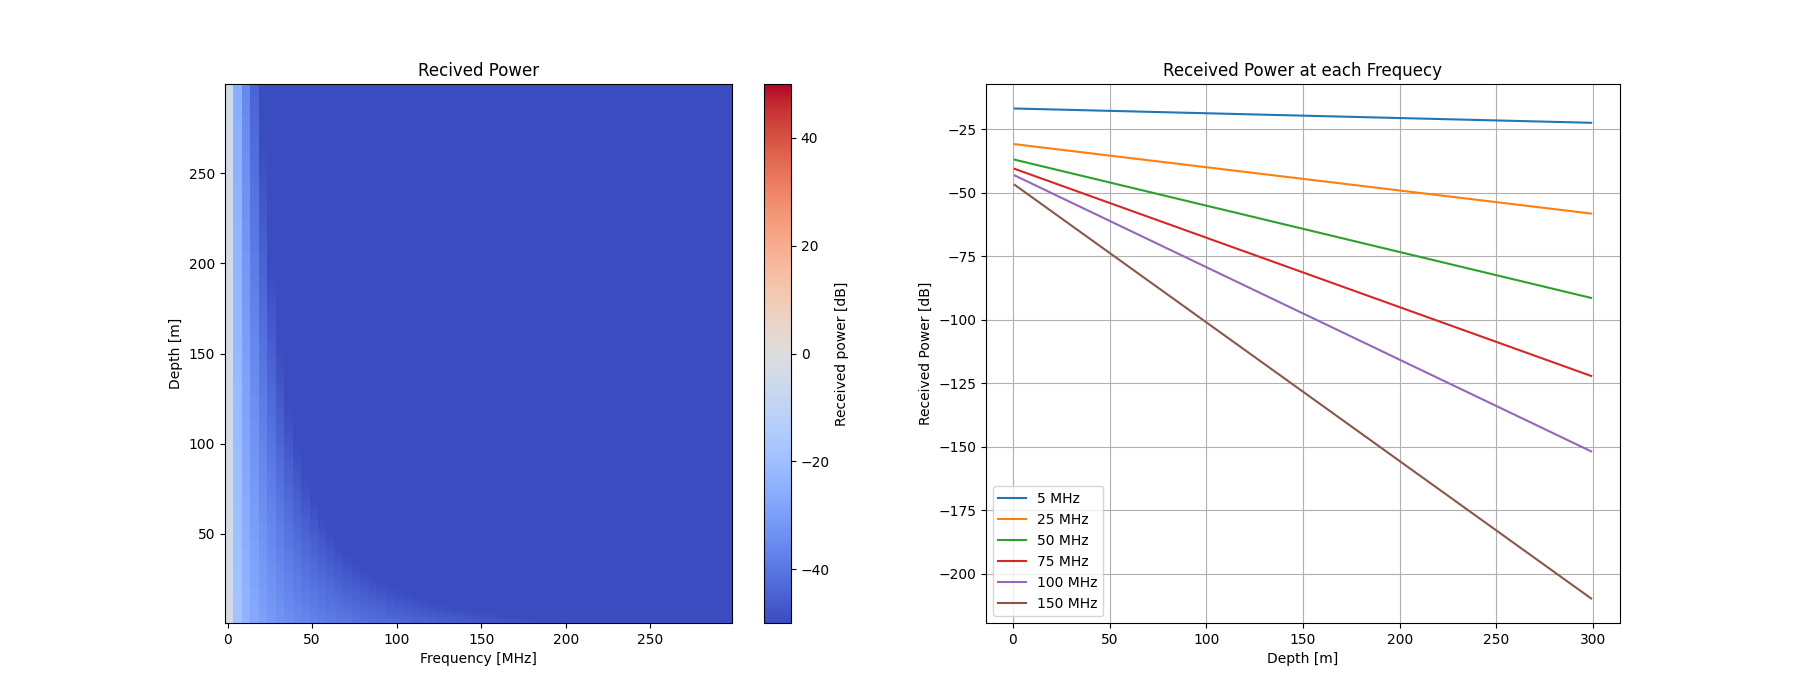 Recived Power
Depth [m]
250
200
150
100
50
0
50
100
150
200
250
Frequency [MHz]
40
20
0
−20
−40
Received power [dB]
Received Power at each Frequecy
Received Power [dB]
−25
−50
−75
−100
−125
−150
−175
−200
5 MHz
25 MHz
50 MHz
75 MHz
100 MHz
150 MHz
0
50
100
150
200
250
300
Depth [m]